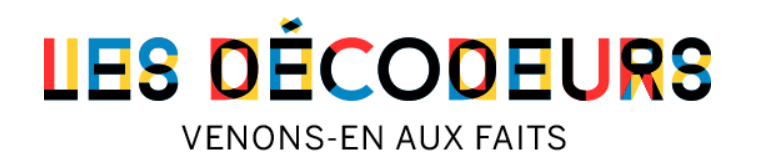 LES DÉCODEURS
VENONS-EN AUX FAITS